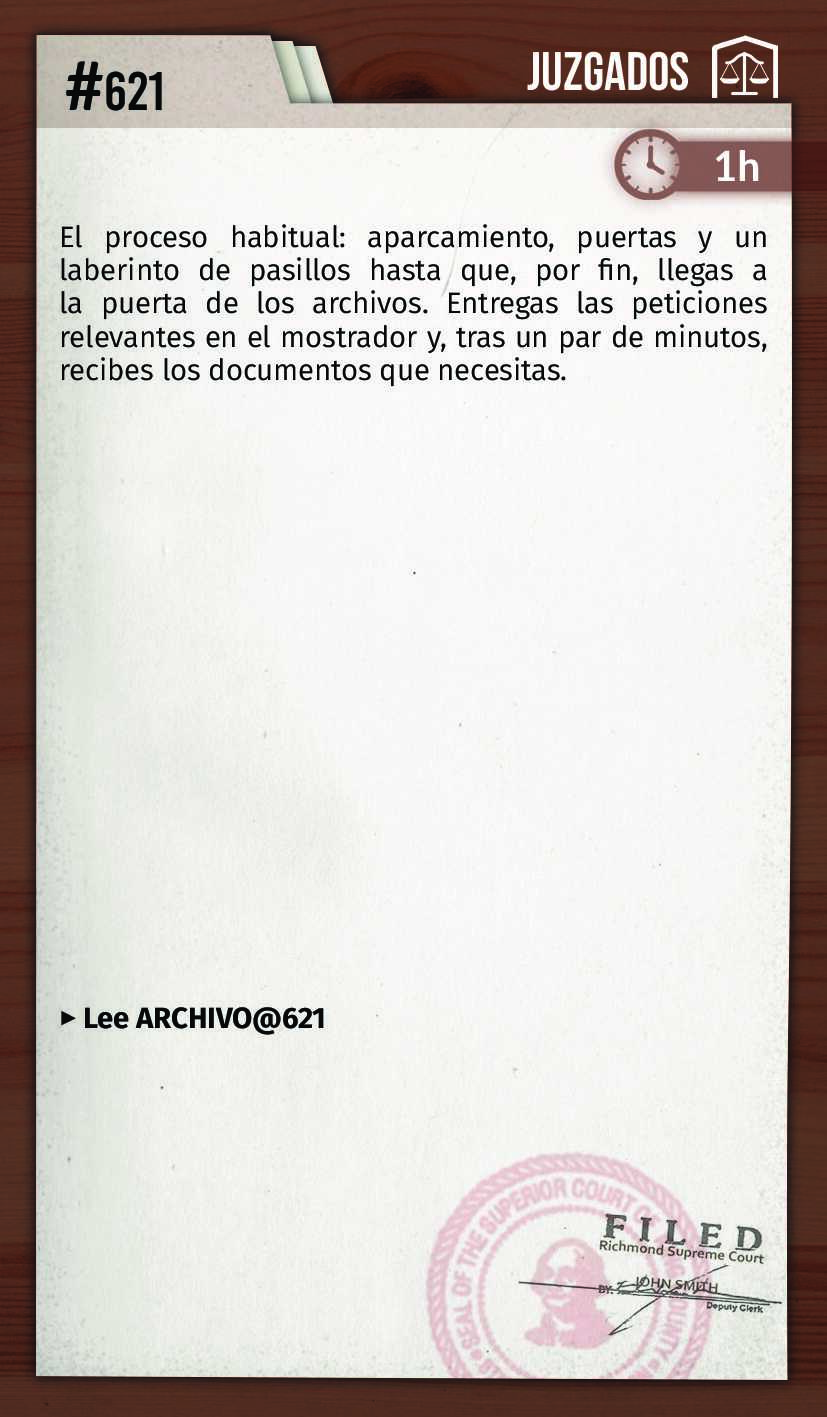 #621
JUZGADOS
1h
El proceso habitual: aparcamiento, puertas y un
laberinto de pasillos hasta que, por fin, llegas a
la puerta de los archivos. Entregas las peticiones
relevantes en el mostrador y, tras un par de minutos,
recibes los documentos que necesitas.
▸ Lee ARCHIVO@621
SEAL OF THE SUPERIOR COURT
COUNTY
FILED
Richmond Supreme Court
BY. JOHN SMITH
Deputy Clerk